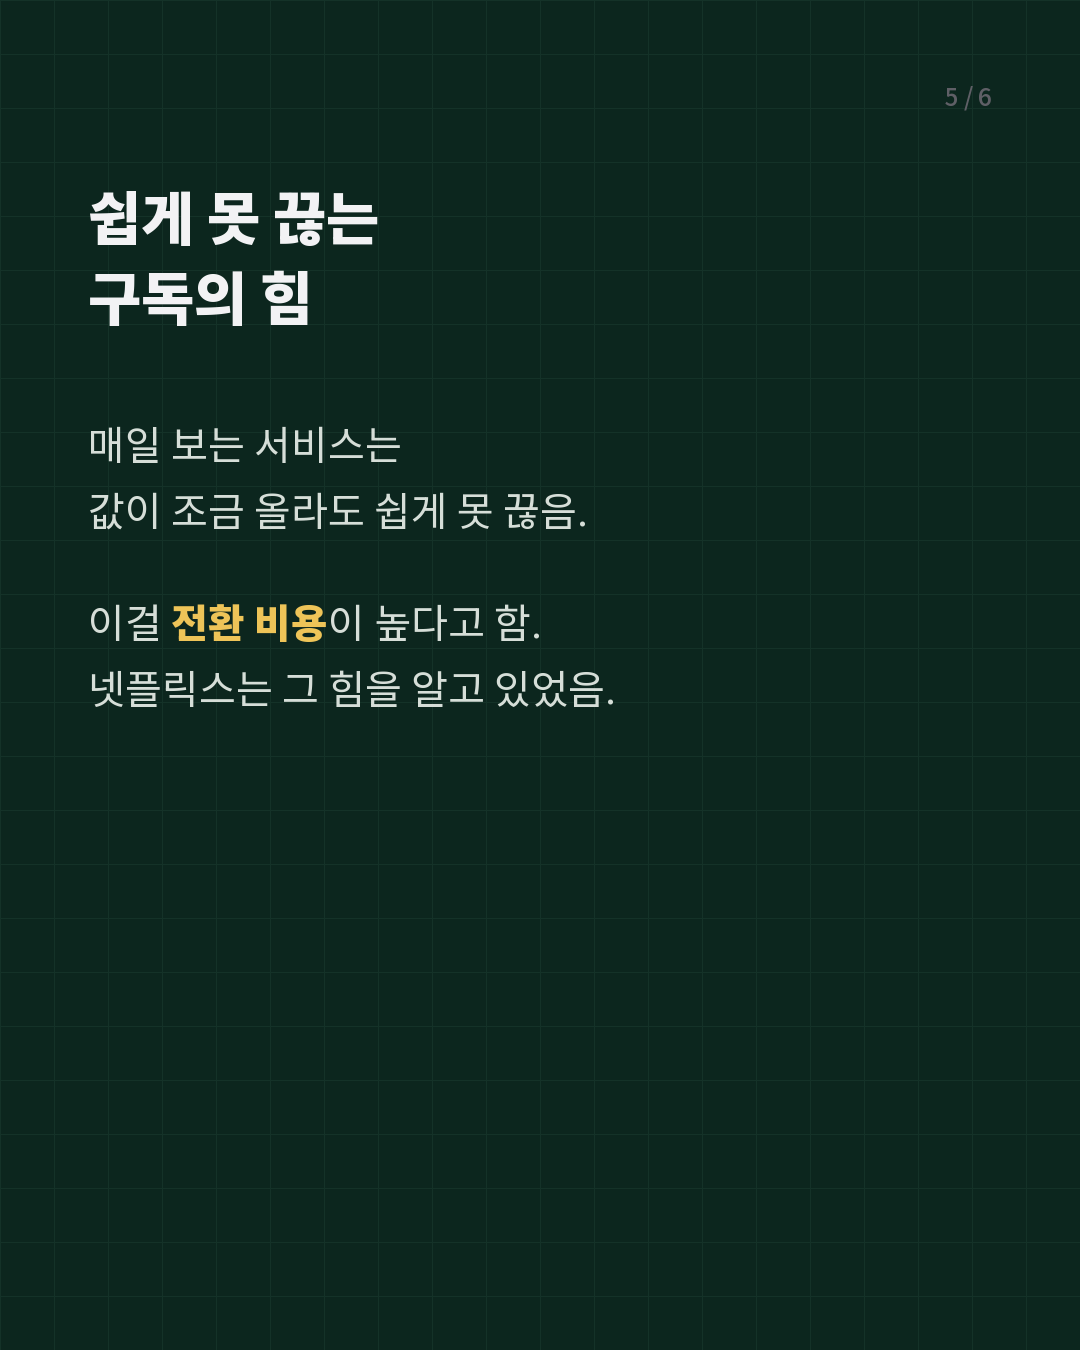 5 / 6
쉽게 못 끊는
구독의 힘
매일 보는 서비스는
값이 조금 올라도 쉽게 못 끊음.
이걸 전환 비용이 높다고 함.
넷플릭스는 그 힘을 알고 있었음.